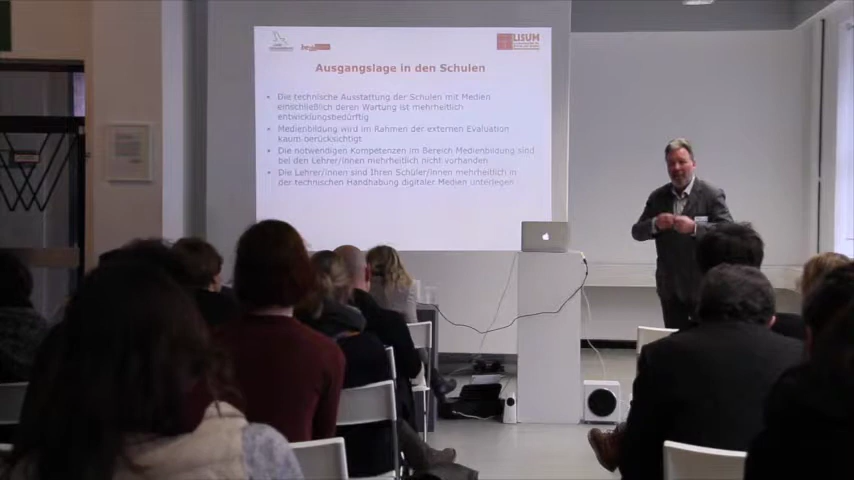 LISUM
Ausgangslage in den Schulen
• Die technische Ausstattung der Schulen mit Medien
einschließlich deren Wartung ist mehrheitlich
entwicklungsbedürftig
• Medienbildung wird im Rahmen der externen Evaluation
kaum berücksichtigt
• Die notwendigen Kompetenzen im Bereich Medienbildung sind
bei den Lehrer/innen mehrheitlich nicht vorhanden
• Die Lehrer/innen sind Ihren Schüler/innen mehrheitlich in
der technischen Handhabung digitaler Medien unterlegen